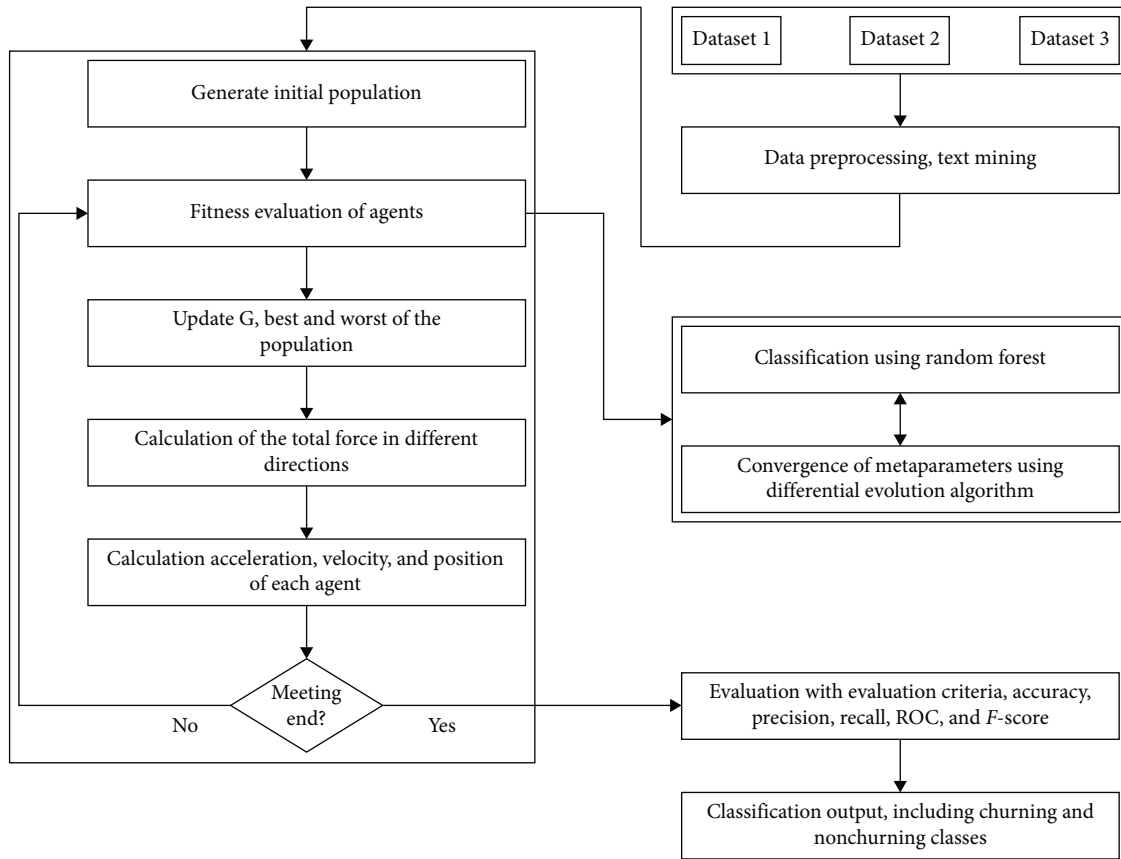 Dataset 1
Dataset 2
Dataset 3
Data preprocessing, text mining
Generate initial population
Fitness evaluation of agents
Update G, best and worst of the
population
Calculation of the total force in different
directions
Calculation acceleration, velocity, and position
of each agent
Meeting
end?
No
Yes
Classification using random forest
Convergence of metaparameters using
differential evolution algorithm
Evaluation with evaluation criteria, accuracy,
precision, recall, ROC, and F-score
Classification output, including churning and
nonchurning classes